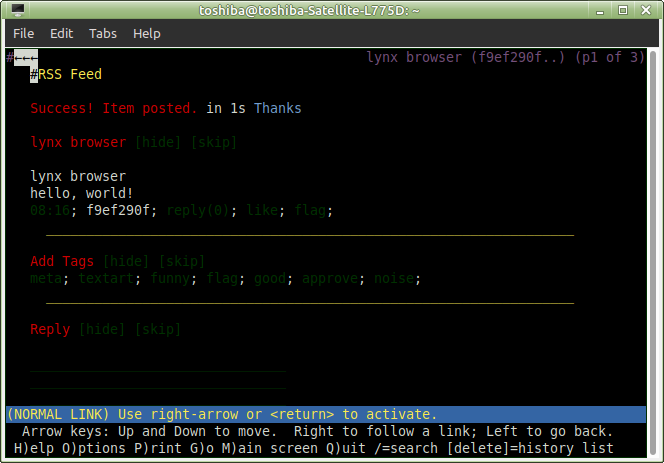 toshiba@toshiba-Satellite-L775D: ~
File Edit Tabs Help
#←←← lynx browser (f9ef290f..) (p1 of 3)
#RSS Feed
Success! Item posted. in 1s Thanks
lynx browser [hide] [skip]
lynx browser
hello, world!
08:16; f9ef290f; reply(0); like; flag;
Add Tags [hide] [skip]
meta; textart; funny; flag; good; approve; noise;
Reply [hide] [skip]
(NORMAL LINK) Use right-arrow or <return> to activate.
Arrow keys: Up and Down to move. Right to follow a link; Left to go back.
H)elp O)ptions P)rint G)o M)ain screen Q)uit /=search [delete]=history list